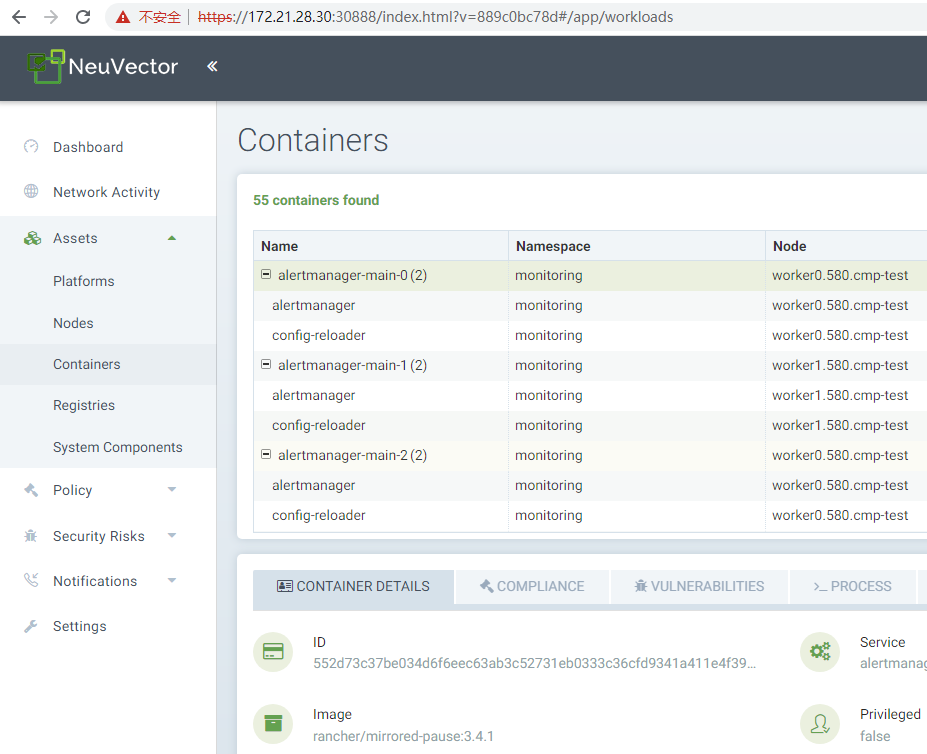 不安全 https://172.21.28.30:30888/index.html?v=889c0bc78d#/app/workloads
NeuVector «
Dashboard
Network Activity
Assets
Platforms
Nodes
Containers
Registries
System Components
Policy
Security Risks
Notifications
Settings
Containers
55 containers found
Name Namespace Node
alertmanager-main-0 (2) monitoring worker0.580.cmp-test
alertmanager monitoring worker0.580.cmp-test
config-reloader monitoring worker0.580.cmp-test
alertmanager-main-1 (2) monitoring worker1.580.cmp-test
alertmanager monitoring worker1.580.cmp-test
config-reloader monitoring worker1.580.cmp-test
alertmanager-main-2 (2) monitoring worker0.580.cmp-test
alertmanager monitoring worker0.580.cmp-test
config-reloader monitoring worker0.580.cmp-test
CONTAINER DETAILS COMPLIANCE VULNERABILITIES >_ PROCESS
ID Service
552d73c37be034d6f6eec63ab3c52731eb0333c36cfd9341a411e4f39... alertmanag
Image Privileged
rancher/mirrored-pause:3.4.1 false